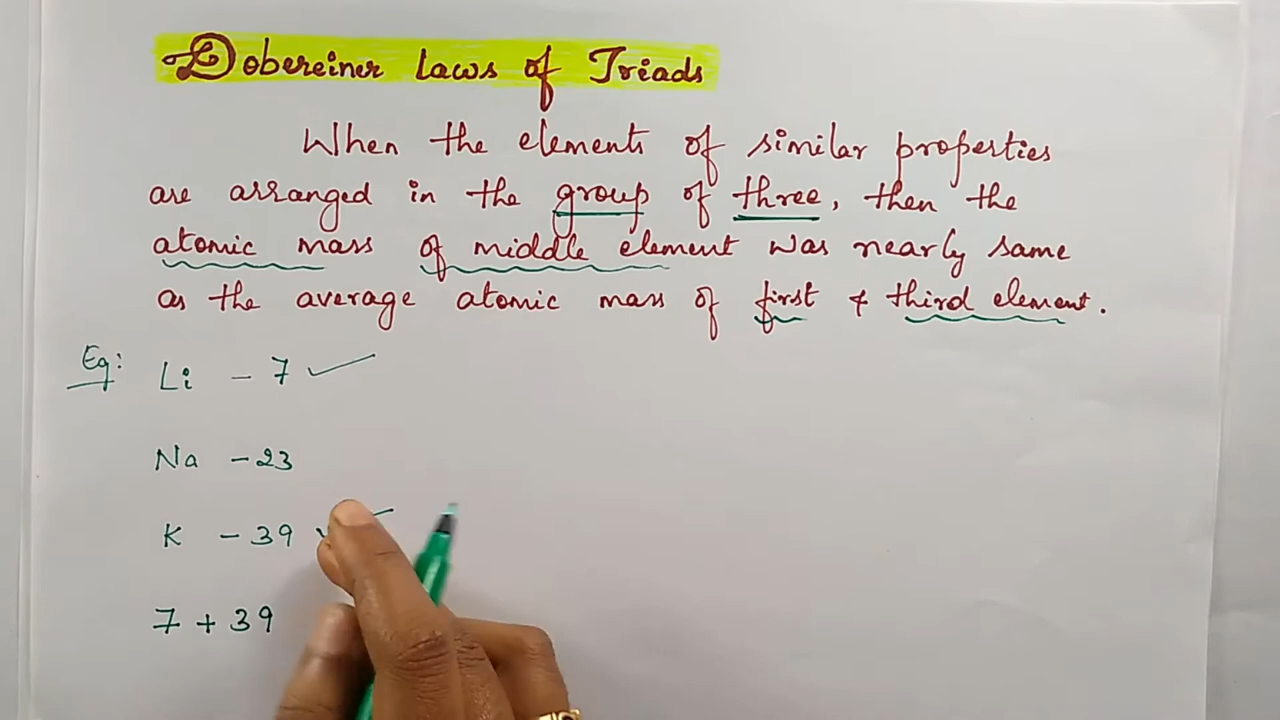 Dobereiner Laws of Triads
When the elements of similar properties
are arranged in the group of three, then the
atomic mass of middle element was nearly same
as the average atomic mass of first & third element.
Eg: Li - 7
Na - 23
K - 39
7 + 39